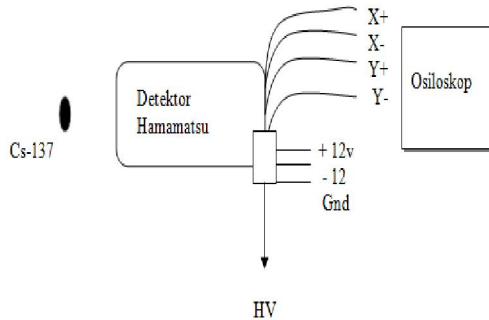 X+
X-
Y+
Y-
Osiloskop
Detektor
Hamamatsu
Cs-137
+ 12v
- 12
Gnd
HV